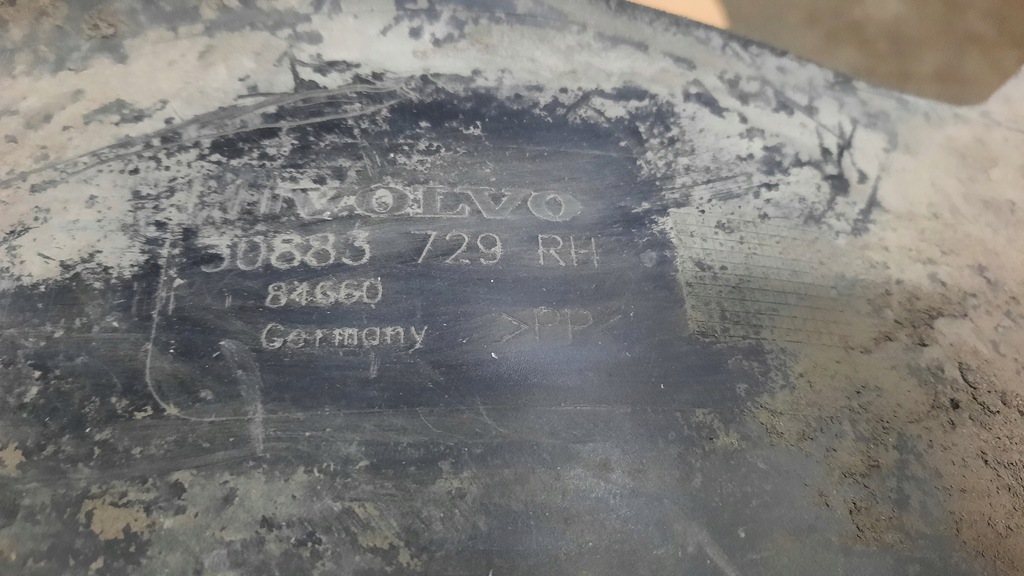 VOLVO
30883 729 RH
84660
Germany >PP<